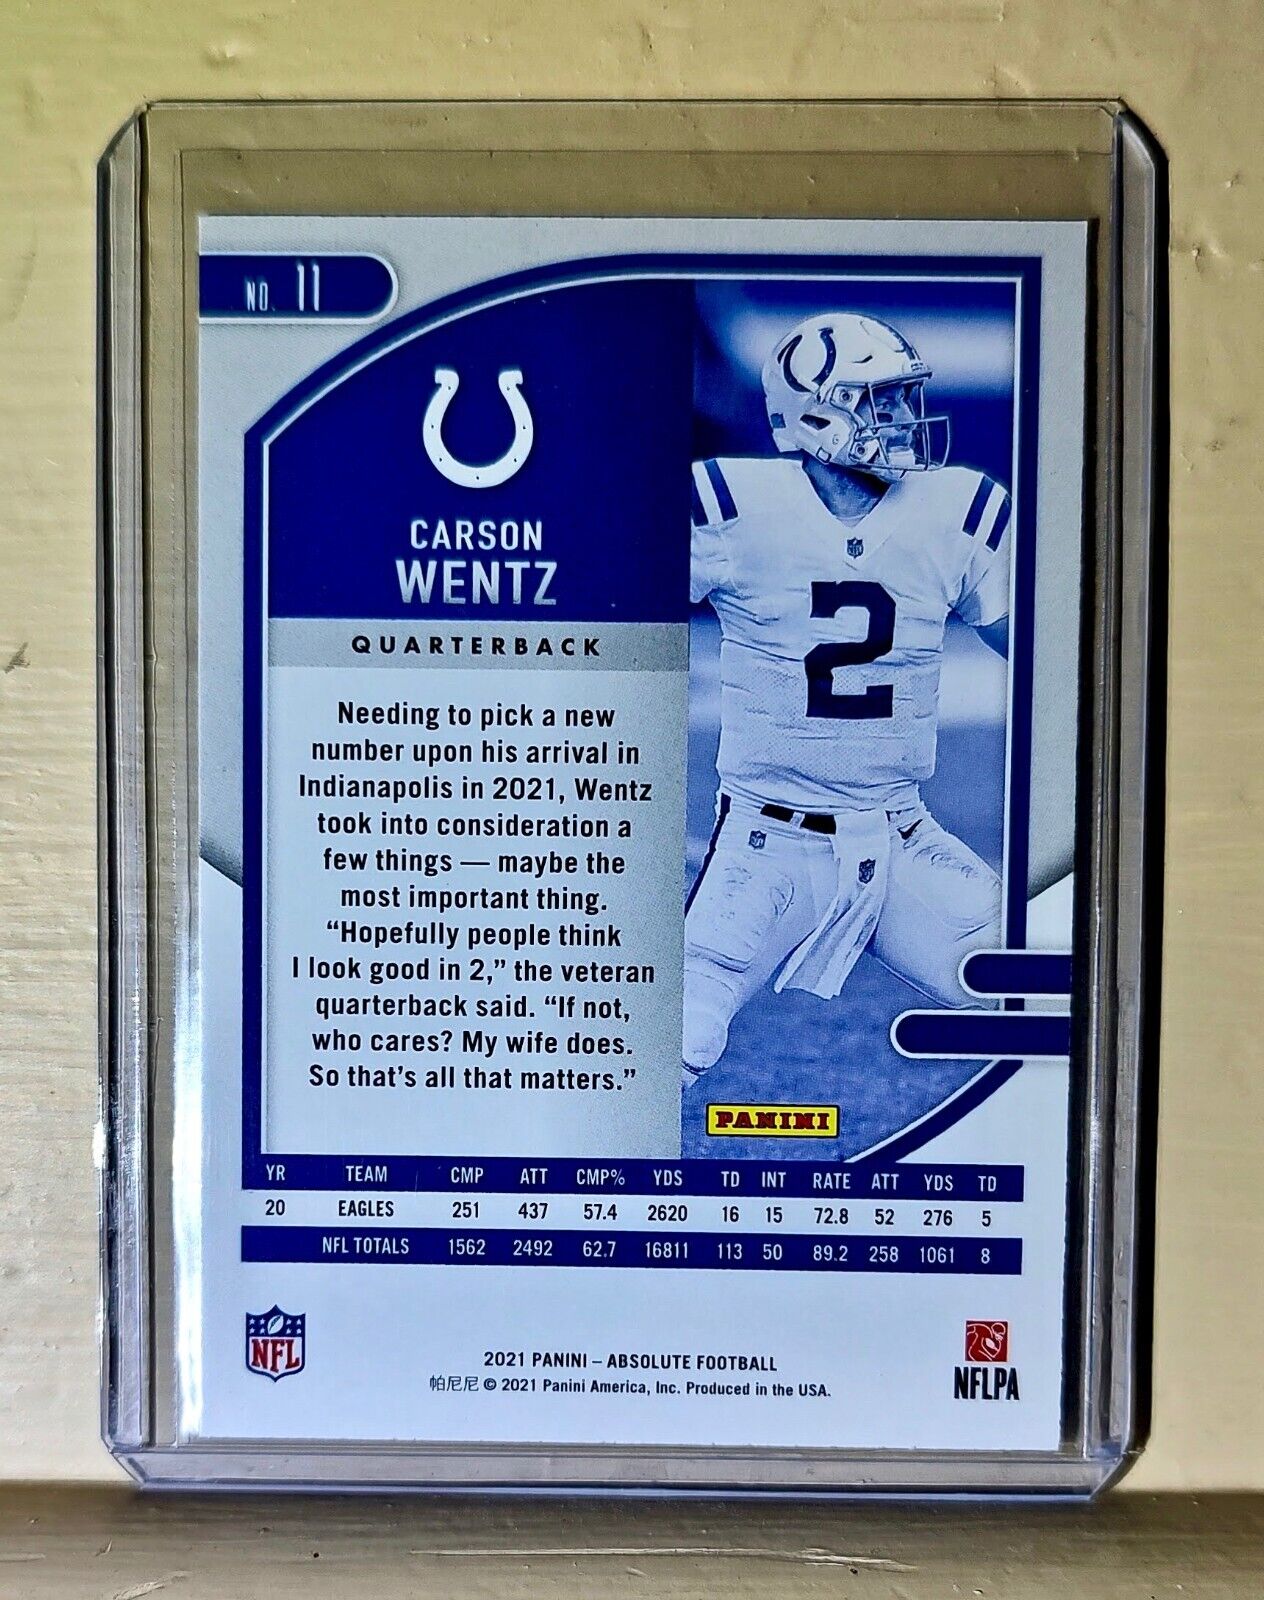 NO. 11
CARSON
WENTZ
QUARTERBACK
Needing to pick a new
number upon his arrival in
Indianapolis in 2021, Wentz
took into consideration a
few things — maybe the
most important thing.
“Hopefully people think
I look good in 2,” the veteran
quarterback said. “If not,
who cares? My wife does.
So that’s all that matters.”
2
PANINI
YR TEAM CMP ATT CMP% YDS TD INT RATE ATT YDS TD
20 EAGLES 251 437 57.4 2620 16 15 72.8 52 276 5
NFL TOTALS 1562 2492 62.7 16811 113 50 89.2 258 1061 8
NFL
2021 PANINI – ABSOLUTE FOOTBALL
帕尼尼 © 2021 Panini America, Inc. Produced in the USA.
NFLPA